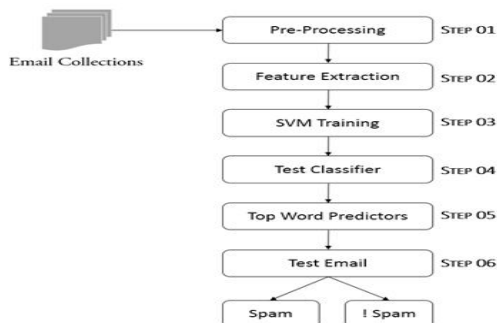 Pre-Processing STEP 01
Email Collections
Feature Extraction STEP 02
SVM Training STEP 03
Test Classifier STEP 04
Top Word Predictors STEP 05
Test Email STEP 06
Spam ! Spam